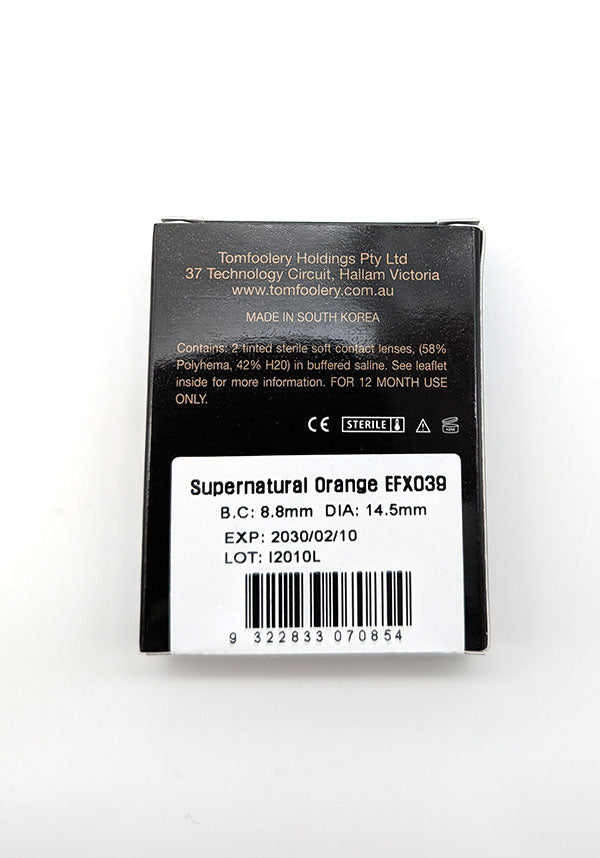 Tomfoolery Holdings Pty Ltd
37 Technology Circuit, Hallam Victoria
www.tomfoolery.com.au
MADE IN SOUTH KOREA
Contains: 2 tinted sterile soft contact lenses, (58%
Polyhema, 42% H20) in buffered saline. See leaflet
inside for more information. FOR 12 MONTH USE
ONLY.
CE STERILE 12M
Supernatural Orange EFX039
B.C: 8.8mm DIA: 14.5mm
EXP: 2030/02/10
LOT: I2010L
9 322833 070854